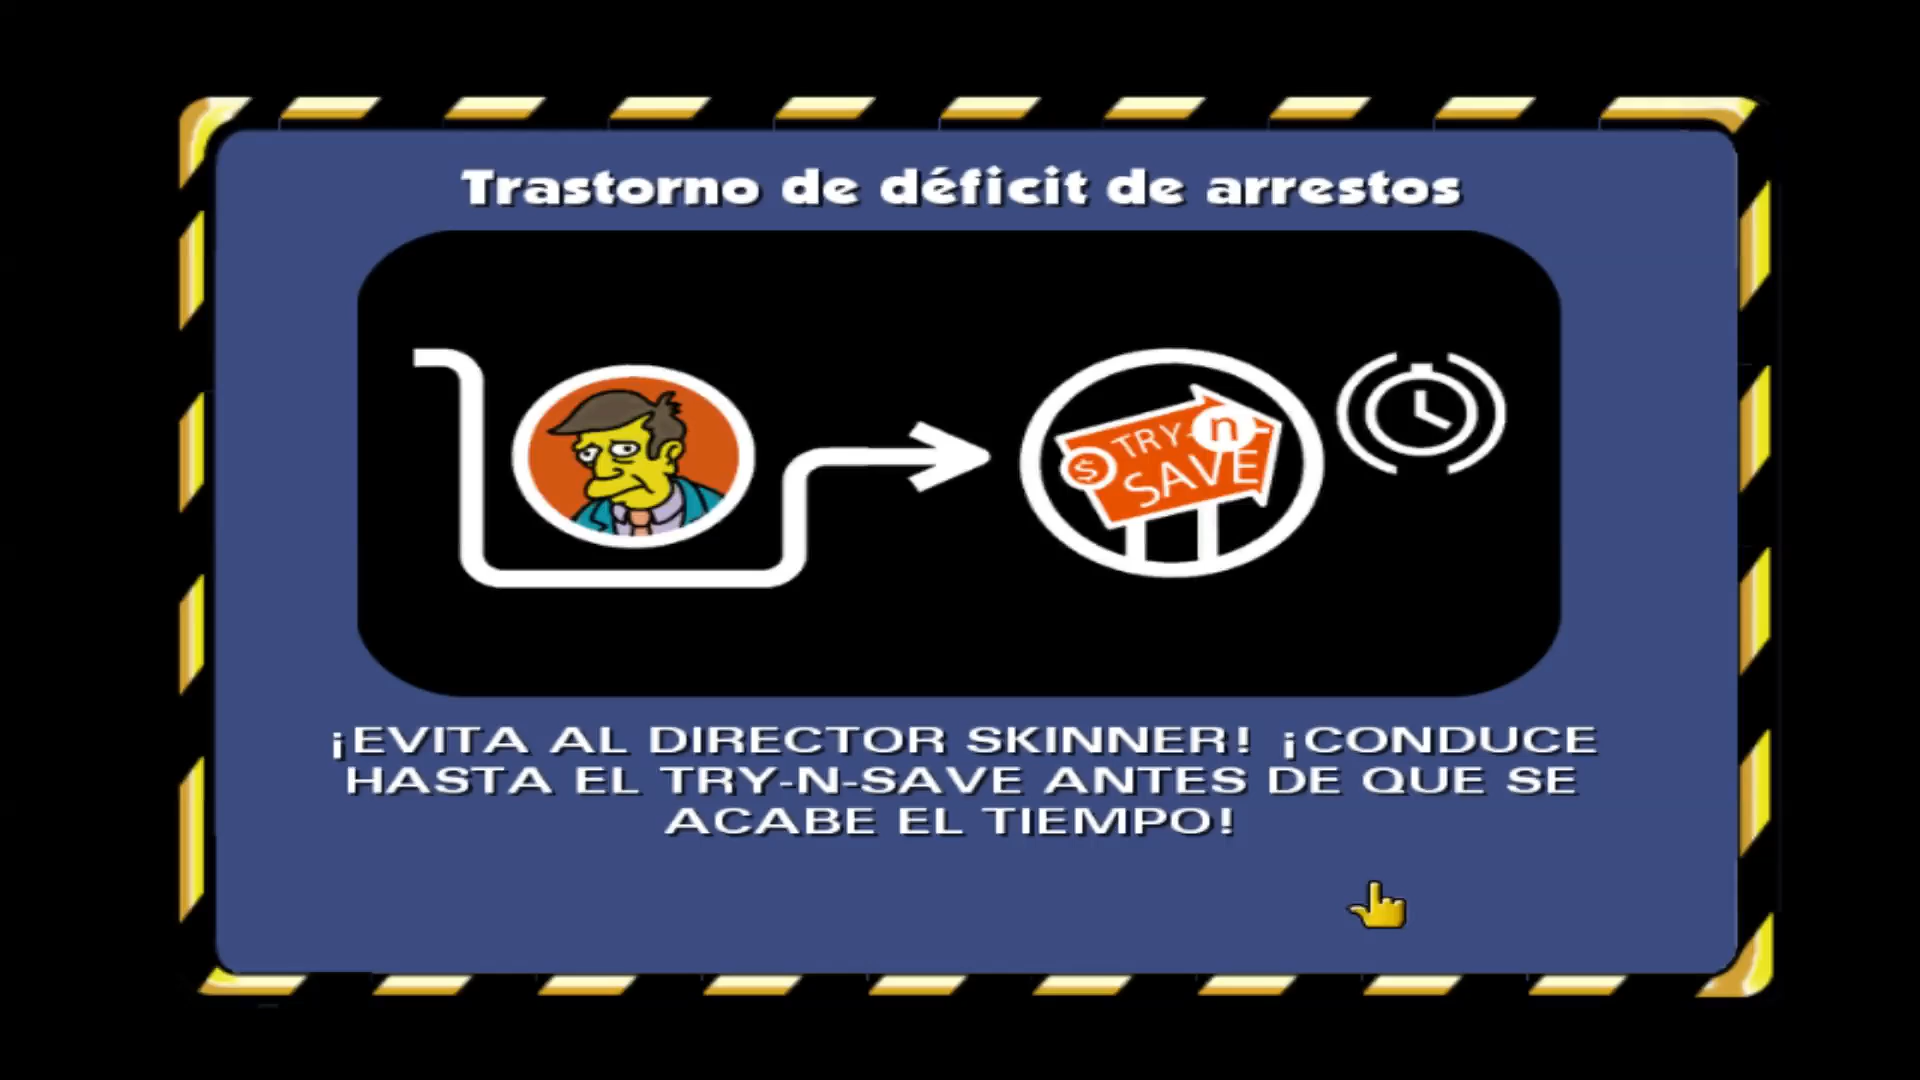 Trastorno de déficit de arrestos
$ TRY-n-
SAVE
¡EVITA AL DIRECTOR SKINNER! ¡CONDUCE
HASTA EL TRY-N-SAVE ANTES DE QUE SE
ACABE EL TIEMPO!